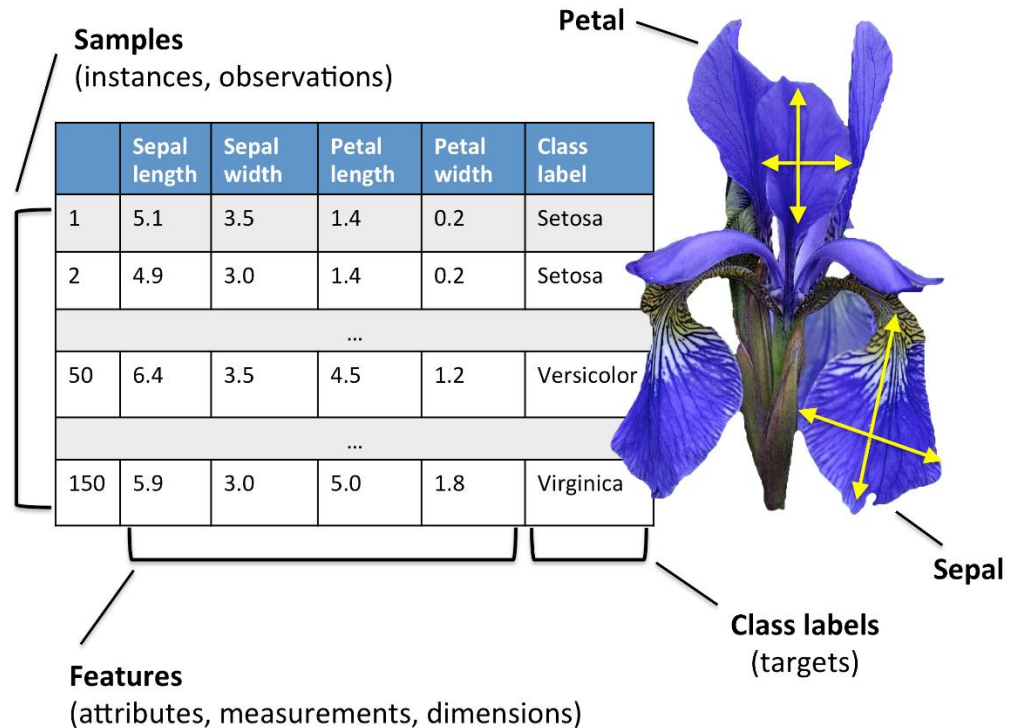 Samples
(instances, observations)
Petal
Sepal length Sepal width Petal length Petal width Class label
1 5.1 3.5 1.4 0.2 Setosa
2 4.9 3.0 1.4 0.2 Setosa
...
50 6.4 3.5 4.5 1.2 Versicolor
...
150 5.9 3.0 5.0 1.8 Virginica
Sepal
Class labels
(targets)
Features
(attributes, measurements, dimensions)